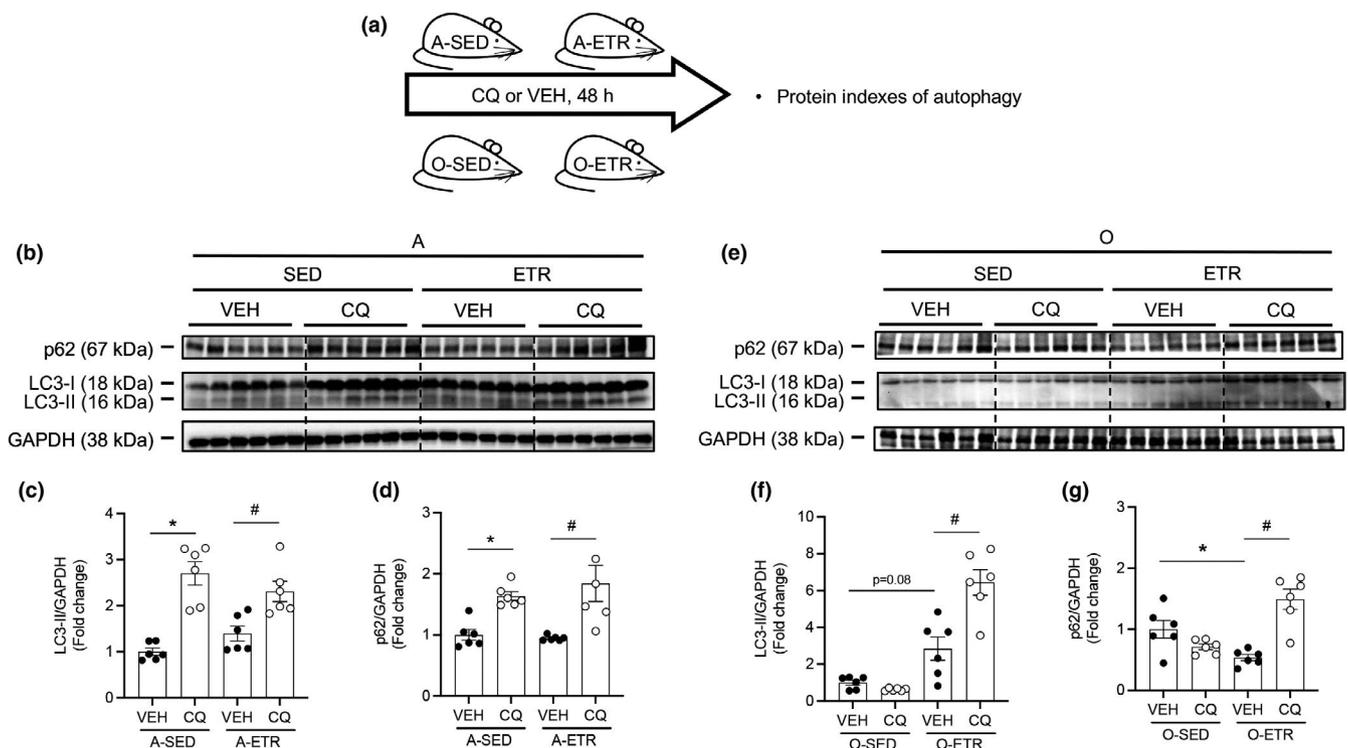 (a)
A-SED A-ETR
CQ or VEH, 48 h
• Protein indexes of autophagy
O-SED O-ETR
(b)
A
SED ETR
VEH CQ VEH CQ
p62 (67 kDa)
LC3-I (18 kDa)
LC3-II (16 kDa)
GAPDH (38 kDa)
(e)
O
SED ETR
VEH CQ VEH CQ
p62 (67 kDa)
LC3-I (18 kDa)
LC3-II (16 kDa)
GAPDH (38 kDa)
(c)
LC3-II/GAPDH
(Fold change)
4
3
2
1
0
* #
VEH CQ VEH CQ
A-SED A-ETR
(d)
p62/GAPDH
(Fold change)
3
2
1
0
* #
VEH CQ VEH CQ
A-SED A-ETR
(f)
LC3-II/GAPDH
(Fold change)
10
8
6
4
2
0
#
p=0.08
VEH CQ VEH CQ
O-SED O-ETR
(g)
p62/GAPDH
(Fold change)
3
2
1
0
* #
VEH CQ VEH CQ
O-SED O-ETR